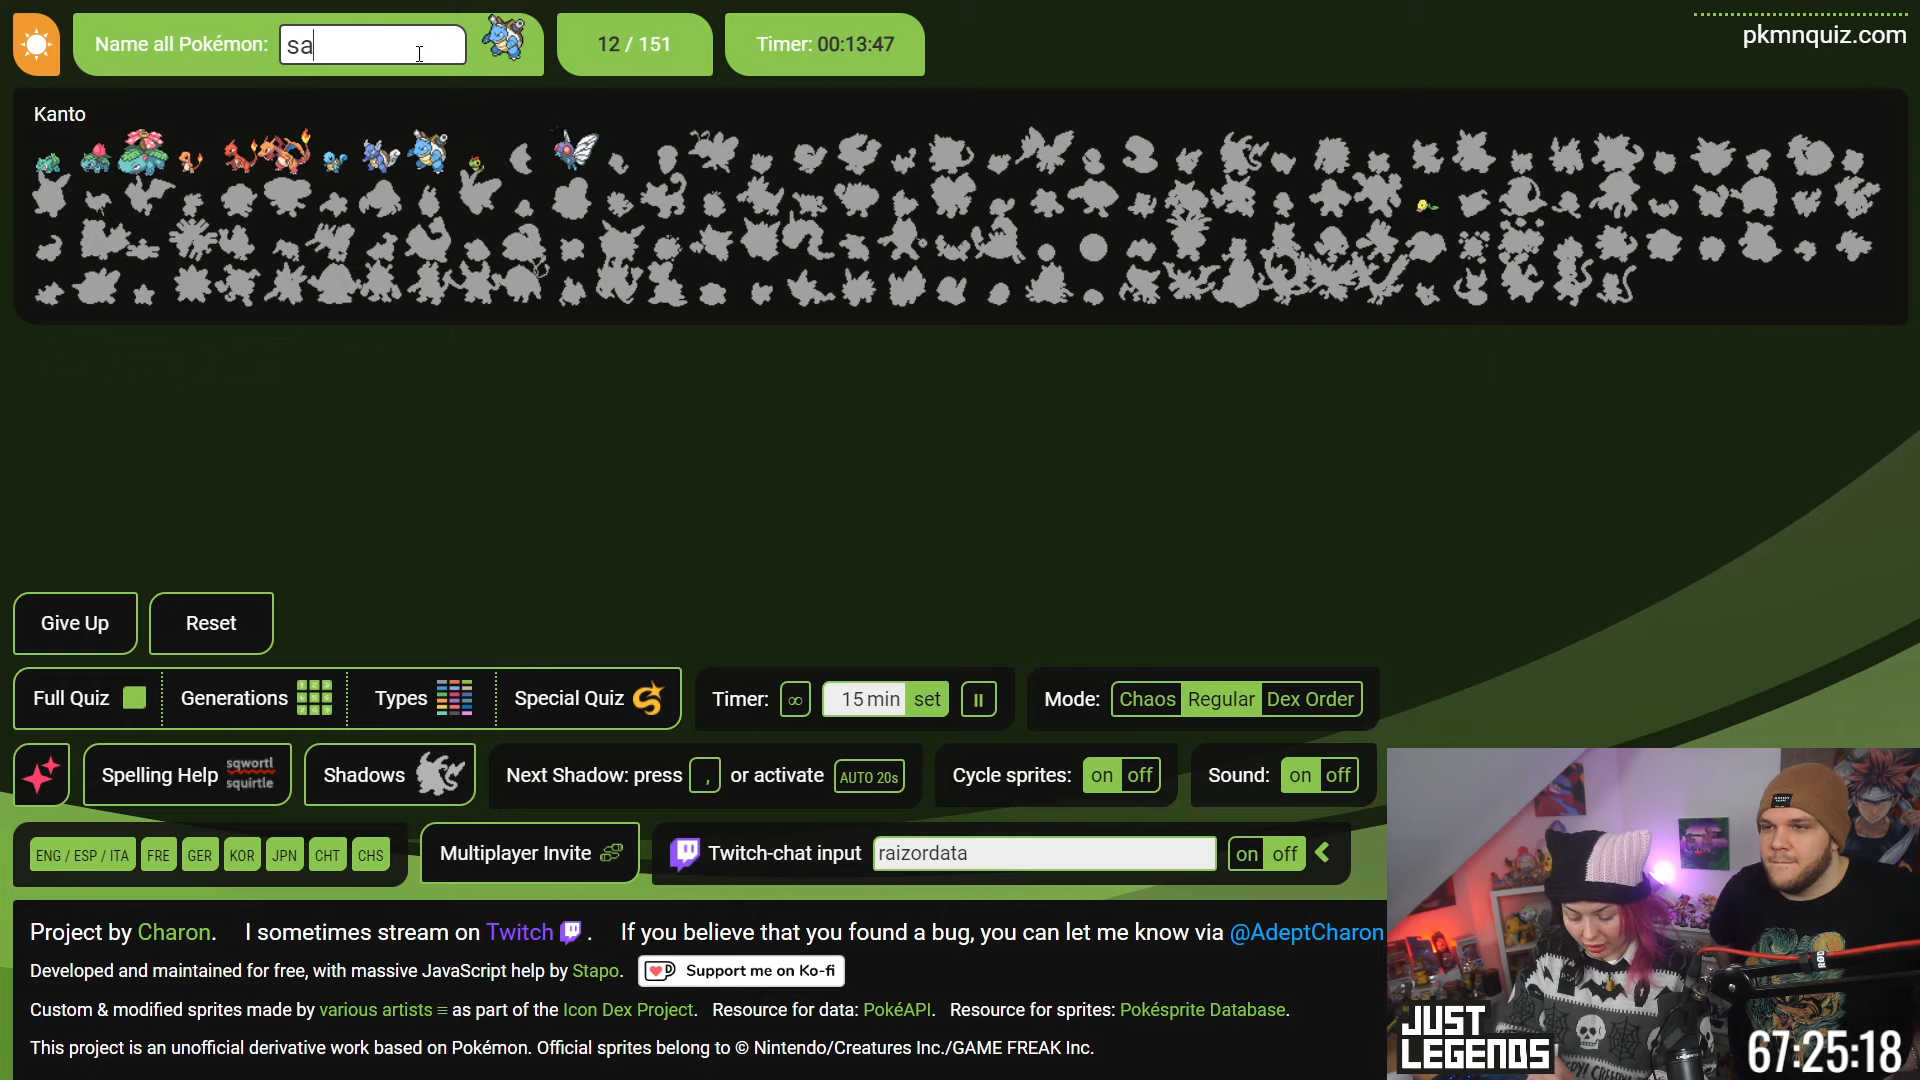 Name all Pokémon: sa
12 / 151
Timer: 00:13:47
pkmnquiz.com
Kanto
Give Up
Reset
Full Quiz
Generations
Types
Special Quiz
Timer: ∞ 15 min set
Mode: Chaos Regular Dex Order
Spelling Help
sqwortl
squirtle
Shadows
Next Shadow: press , or activate AUTO 20s
Cycle sprites: on off
Sound: on off
ENG / ESP / ITA FRE GER KOR JPN CHT CHS
Multiplayer Invite
Twitch-chat input raizordata on off
Project by Charon. I sometimes stream on Twitch . If you believe that you found a bug, you can let me know via @AdeptCharon
Developed and maintained for free, with massive JavaScript help by Stapo. Support me on Ko-fi
Custom & modified sprites made by various artists ≡ as part of the Icon Dex Project. Resource for data: PokéAPI. Resource for sprites: Pokésprite Database.
This project is an unofficial derivative work based on Pokémon. Official sprites belong to © Nintendo/Creatures Inc./GAME FREAK Inc.
JUST
LEGENDS
67:25:18